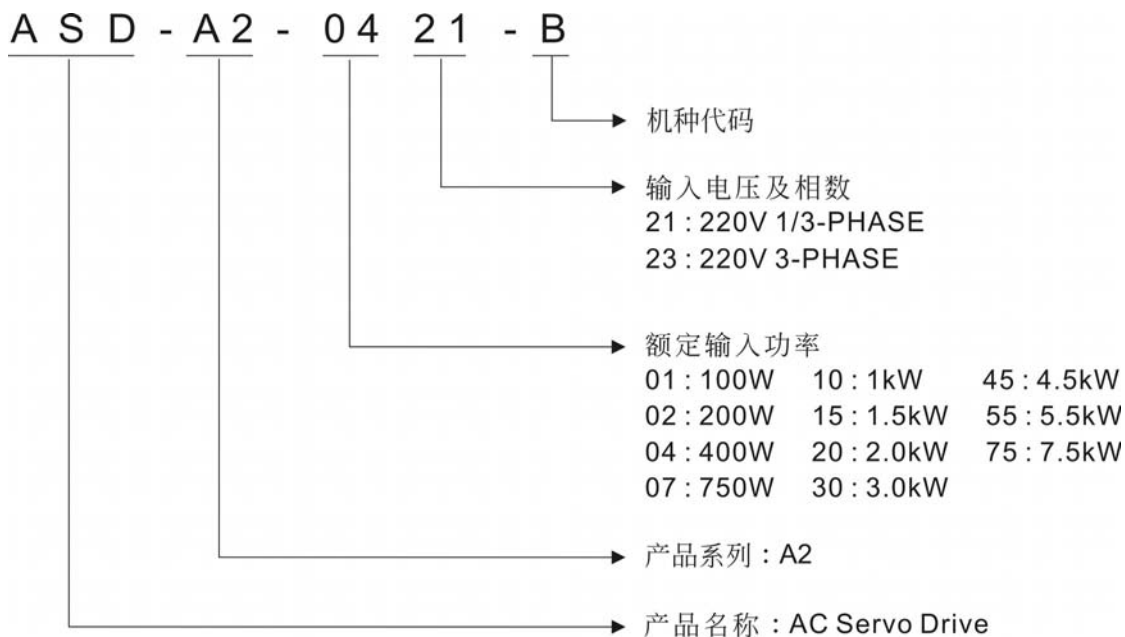 ASD-A2-0421-B
机种代码
输入电压及相数
21：220V 1/3-PHASE
23：220V 3-PHASE
额定输入功率
01：100W 10：1kW 45：4.5kW
02：200W 15：1.5kW 55：5.5kW
04：400W 20：2.0kW 75：7.5kW
07：750W 30：3.0kW
产品系列：A2
产品名称：AC Servo Drive